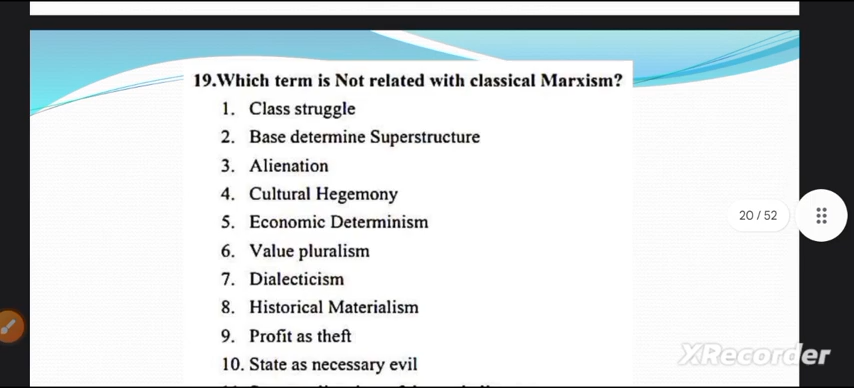 19.Which term is Not related with classical Marxism?
1. Class struggle
2. Base determine Superstructure
3. Alienation
4. Cultural Hegemony
5. Economic Determinism
6. Value pluralism
7. Dialecticism
8. Historical Materialism
9. Profit as theft
10. State as necessary evil
20 / 52
XRecorder